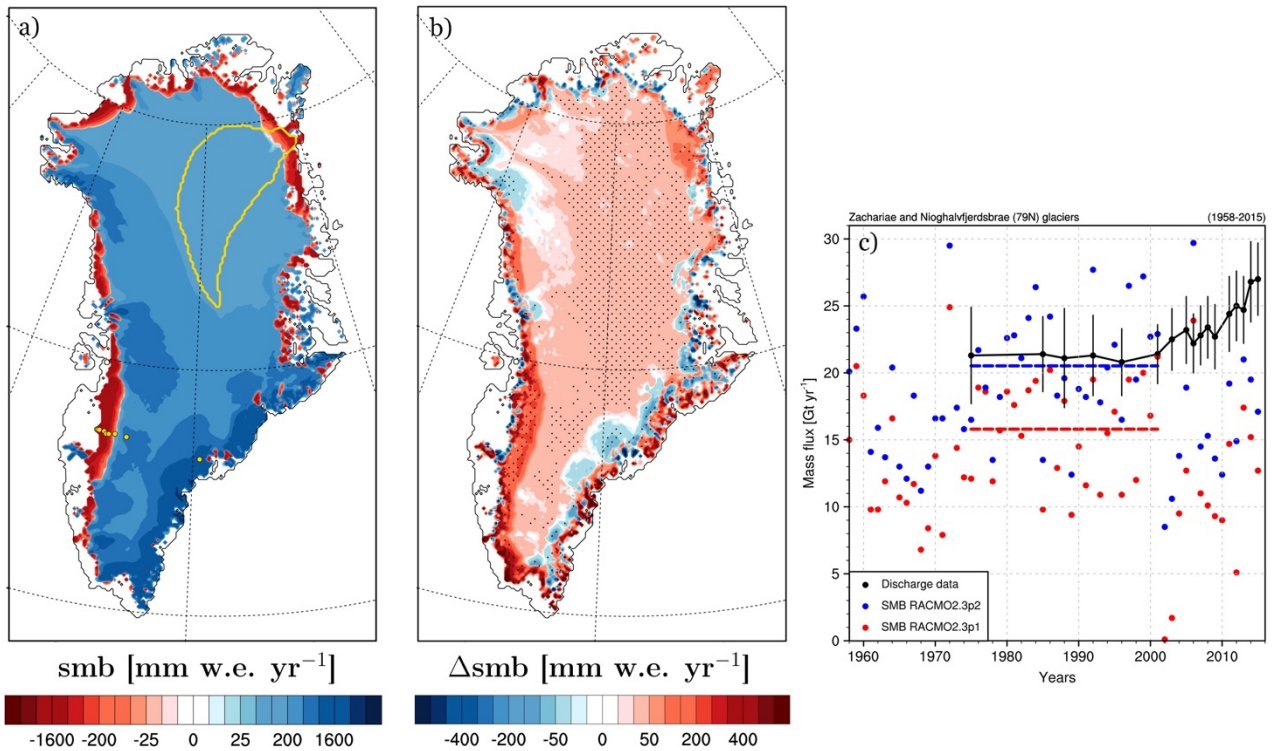 a)
smb [mm w.e. yr−1]
-1600 -200 -25 0 25 200 1600
b)
Δsmb [mm w.e. yr−1]
-400 -200 -50 0 50 200 400
Zachariae and Nioghalvfjerdsbrae (79N) glaciers (1958-2015)
c)
30
25
20
15
10
5
0
Mass flux [Gt yr-1]
Discharge data
SMB RACMO2.3p2
SMB RACMO2.3p1
1960 1970 1980 1990 2000 2010
Years